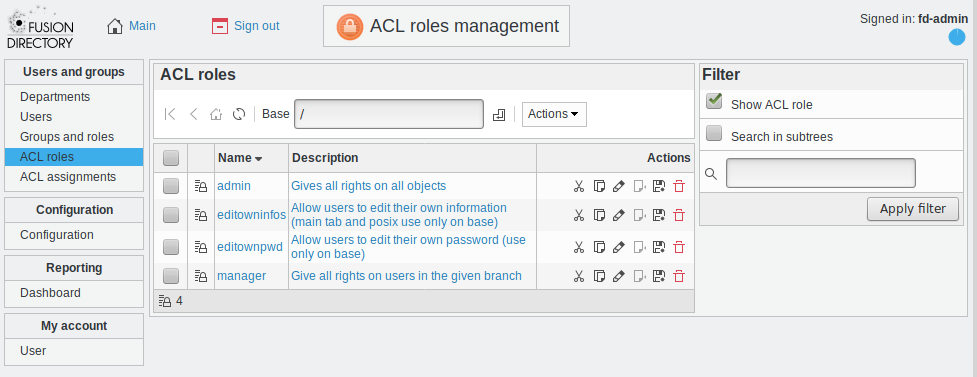 FUSION
DIRECTORY
Main
Sign out
ACL roles management
Signed in: fd-admin
Users and groups
Departments
Users
Groups and roles
ACL roles
ACL assignments
Configuration
Configuration
Reporting
Dashboard
My account
User
ACL roles
Base
/
Actions
Name
Description
Actions
admin
Gives all rights on all objects
editowninfos
Allow users to edit their own information
(main tab and posix use only on base)
editownpwd
Allow users to edit their own password (use
only on base)
manager
Give all rights on users in the given branch
4
Filter
Show ACL role
Search in subtrees
Apply filter